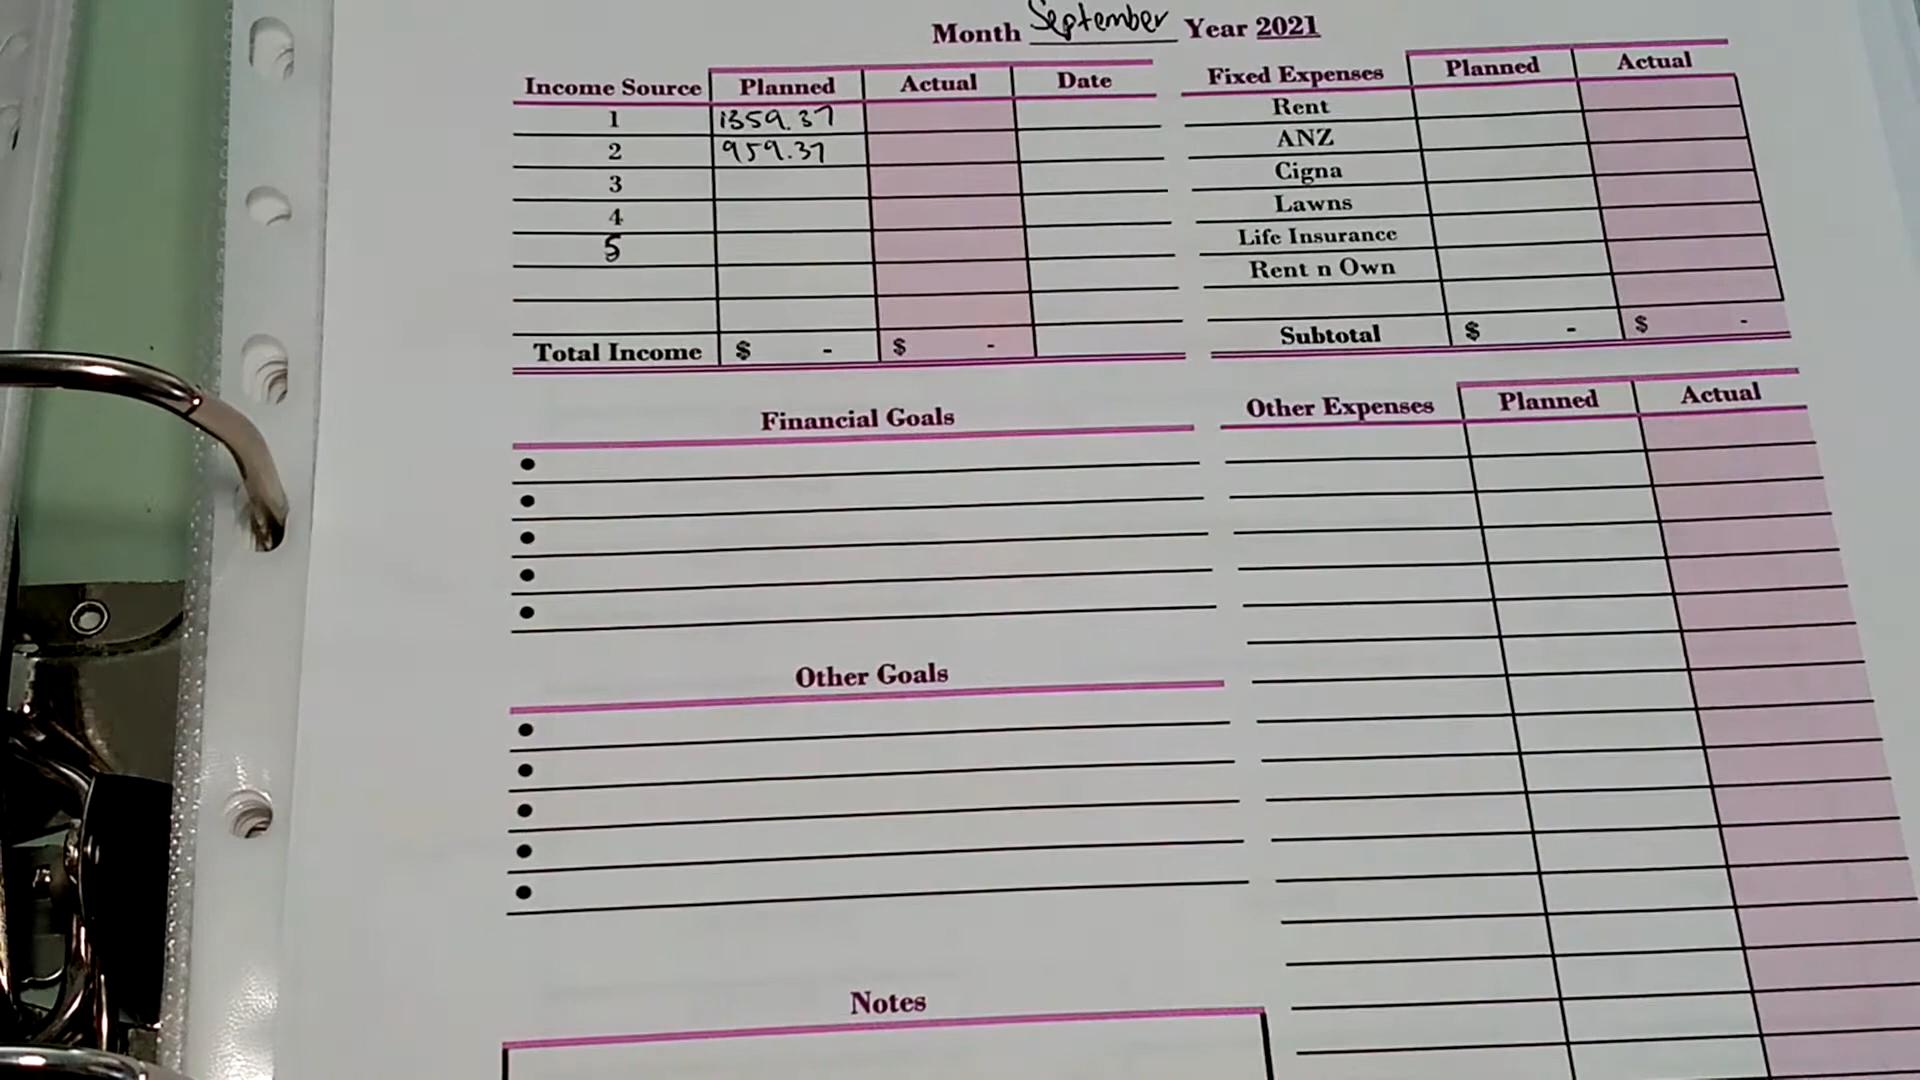 Month September Year 2021
Income Source Planned Actual Date
1 1359.37
2 959.37
3
4
5
Total Income $ - $ -
Fixed Expenses Planned Actual
Rent
ANZ
Cigna
Lawns
Life Insurance
Rent n Own
Subtotal $ - $ -
Financial Goals
Other Expenses Planned Actual
Other Goals
Notes